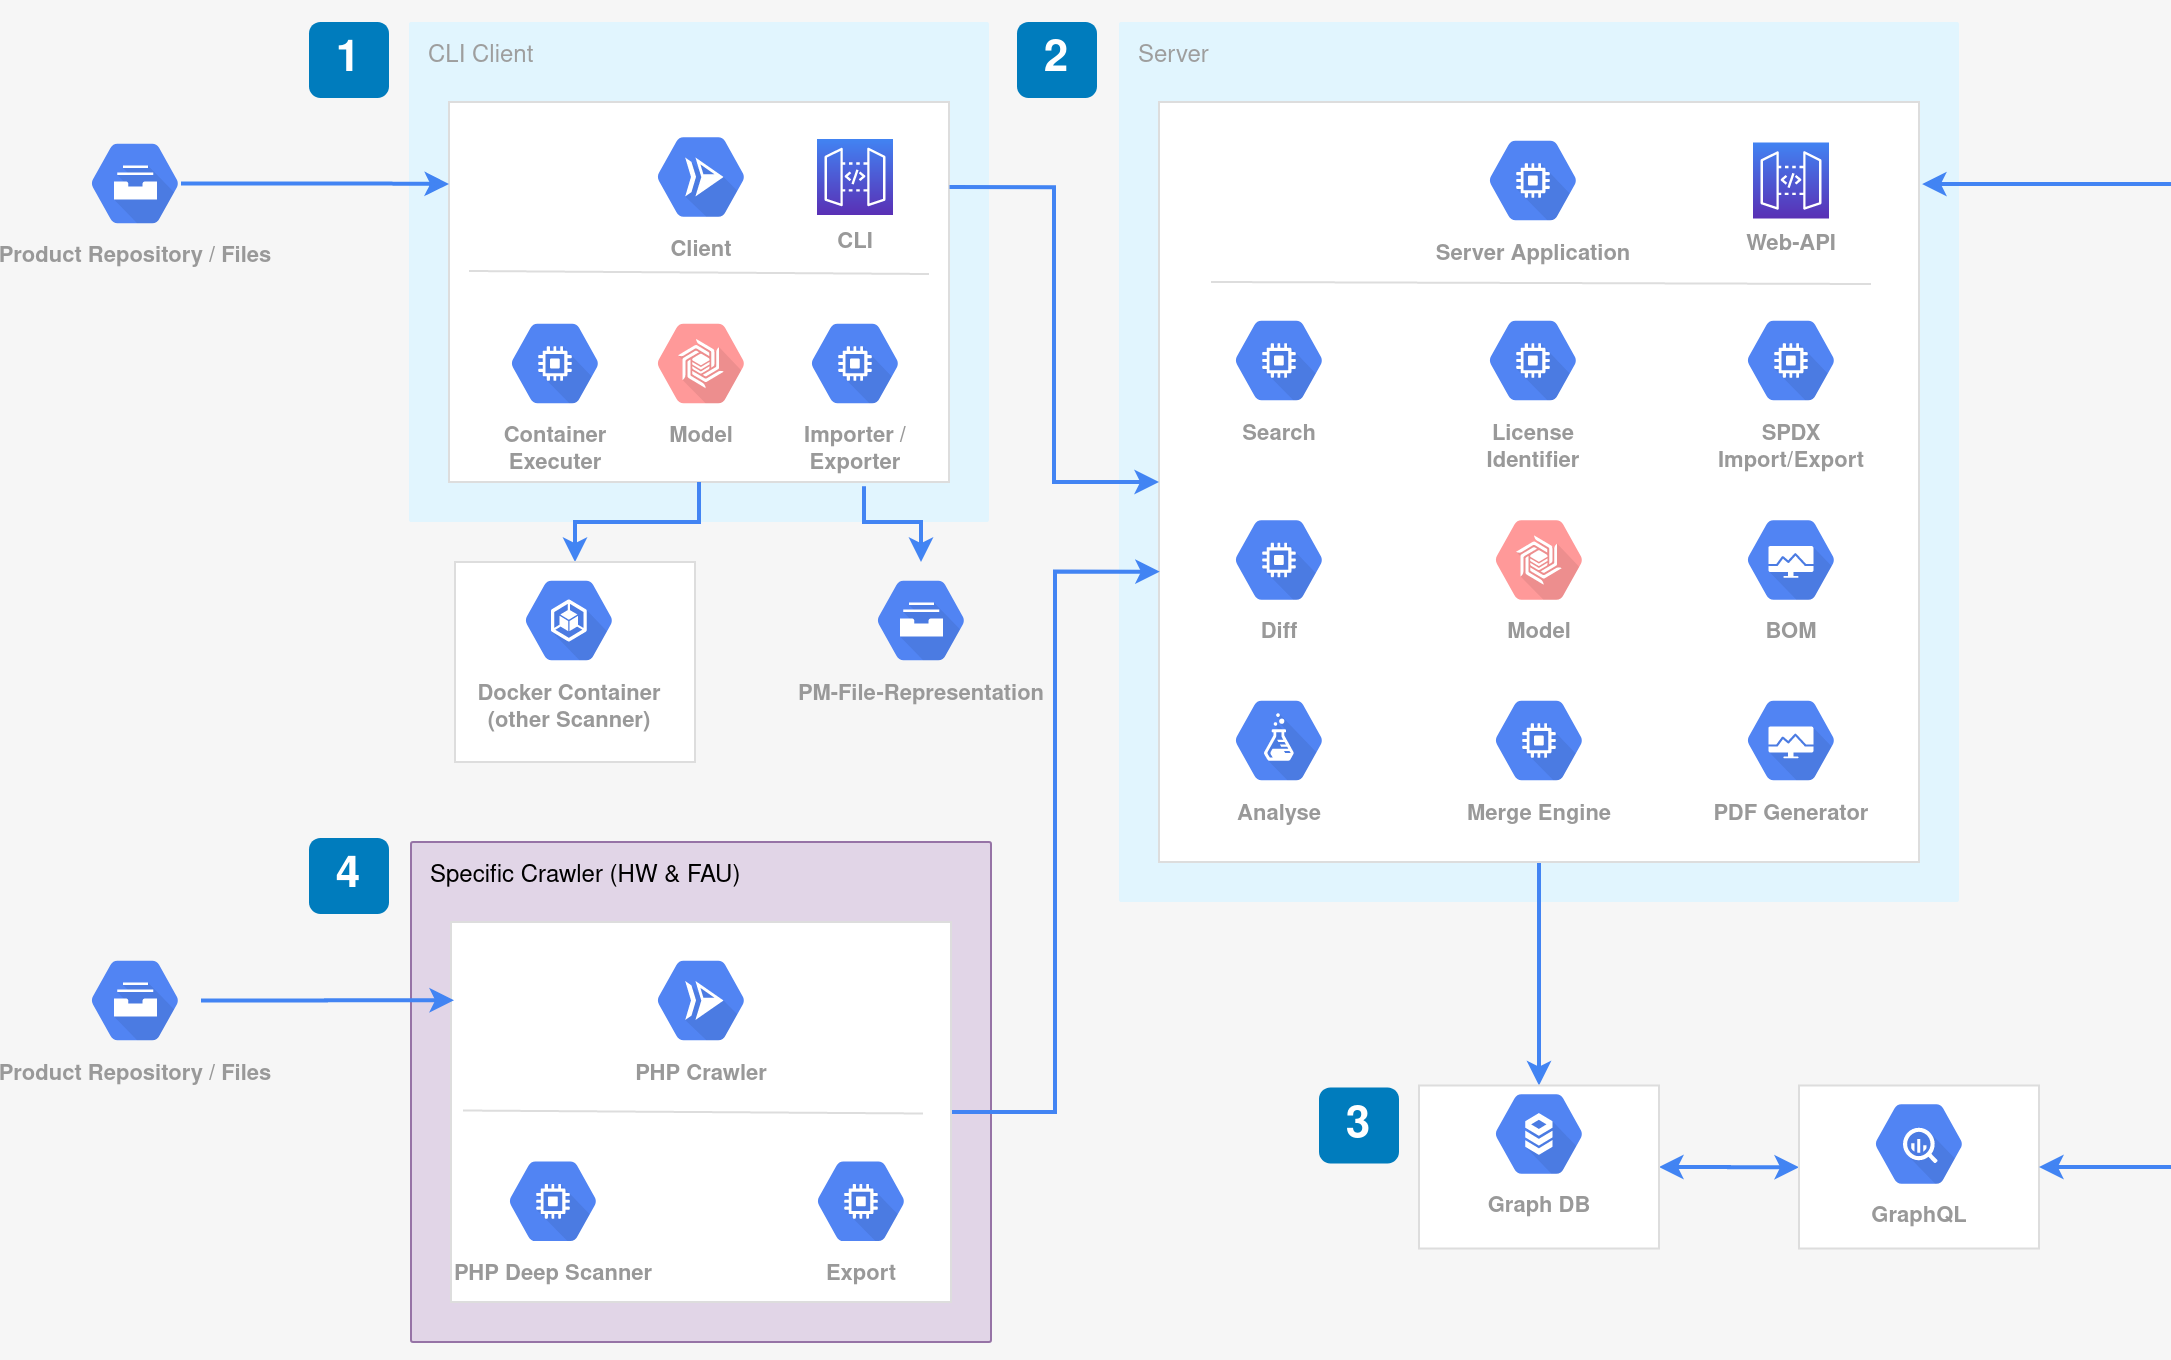 1
CLI Client
2
Server
Product Repository / Files
Client
CLI
Server Application
Web-API
Container
Executer
Model
Importer /
Exporter
Search
License
Identifier
SPDX
Import/Export
Diff
Model
BOM
Docker Container
(other Scanner)
PM-File-Representation
Analyse
Merge Engine
PDF Generator
4
Specific Crawler (HW & FAU)
Product Repository / Files
PHP Crawler
PHP Deep Scanner
Export
3
Graph DB
GraphQL